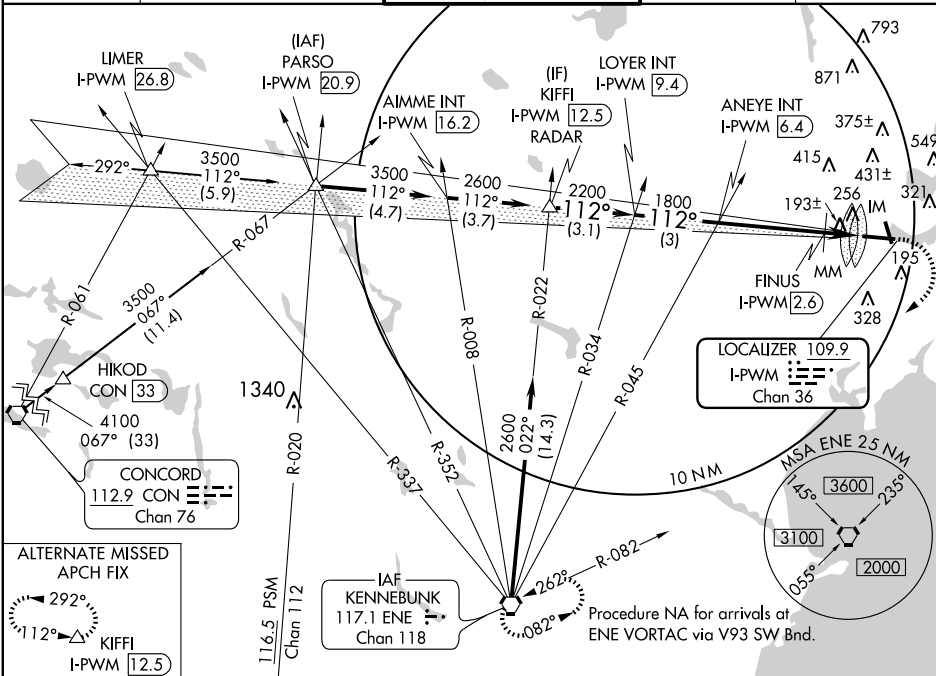 793
871
LIMER
I-PWM 26.8
(IAF)
PARSO
I-PWM 20.9
AIMME INT
I-PWM 16.2
(IF)
KIFFI
I-PWM 12.5
RADAR
LOYER INT
I-PWM 9.4
ANEYE INT
I-PWM 6.4
375±
549
415
431±
321
256
IM
193±
292°
3500
112°
(5.9)
3500
112°
(4.7)
2600
112°
(3.7)
2200
112°
(3.1)
1800
112°
(3)
MM
195
FINUS
I-PWM 2.6
328
R-061
R-067
3500
067°
(11.4)
R-008
R-022
R-034
R-045
HIKOD
CON 33
4100
067° (33)
1340
R-020
R-337
R-352
2600
022°
(14.3)
LOCALIZER 109.9
I-PWM
Chan 36
CONCORD
112.9 CON
Chan 76
10 NM
MSA ENE 25 NM
145°
3600
235°
3100
2000
055°
ALTERNATE MISSED
APCH FIX
292°
112°
KIFFI
I-PWM 12.5
116.5 PSM
Chan 112
IAF
KENNEBUNK
117.1 ENE
Chan 118
262°
R-082
082°
Procedure NA for arrivals at
ENE VORTAC via V93 SW Bnd.